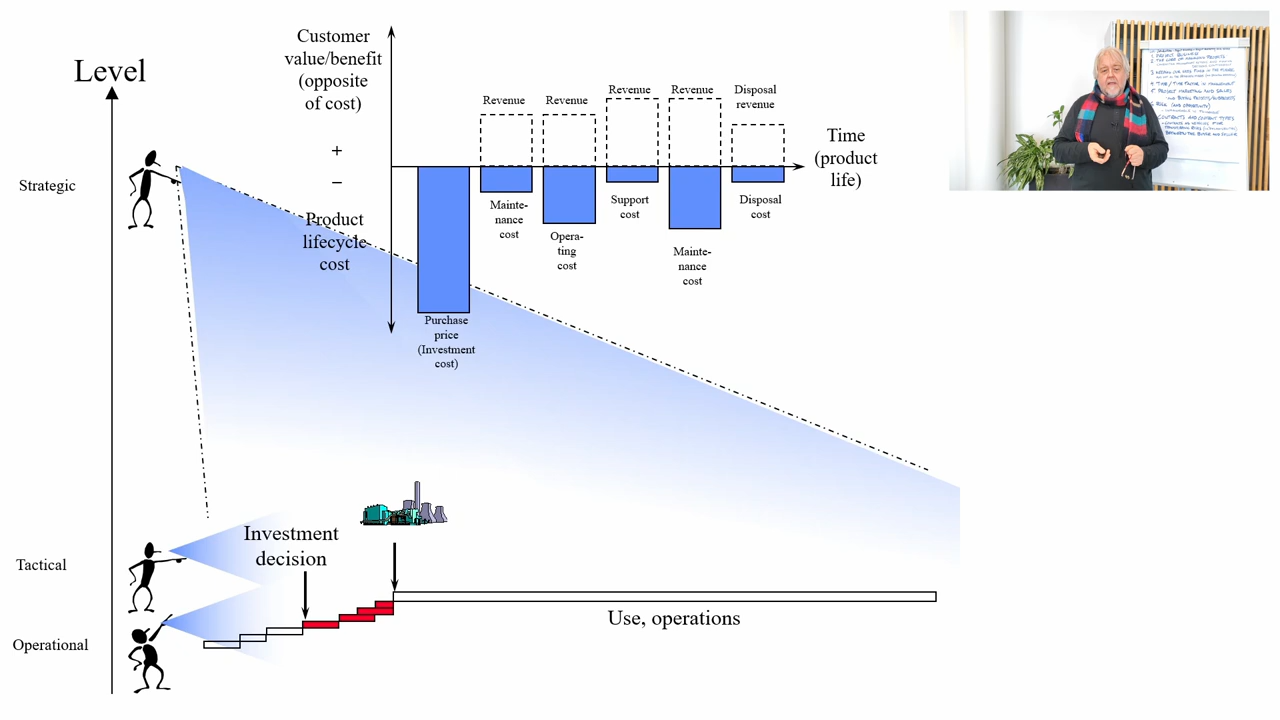 Level
Customer
value/benefit
(opposite
of cost)
+
–
Product
lifecycle
cost
Revenue
Revenue
Revenue
Revenue
Disposal
revenue
Time
(product
life)
Mainte-
nance
cost
Opera-
ting
cost
Support
cost
Mainte-
nance
cost
Disposal
cost
Purchase
price
(Investment
cost)
Strategic
Tactical
Operational
Investment
decision
Use, operations